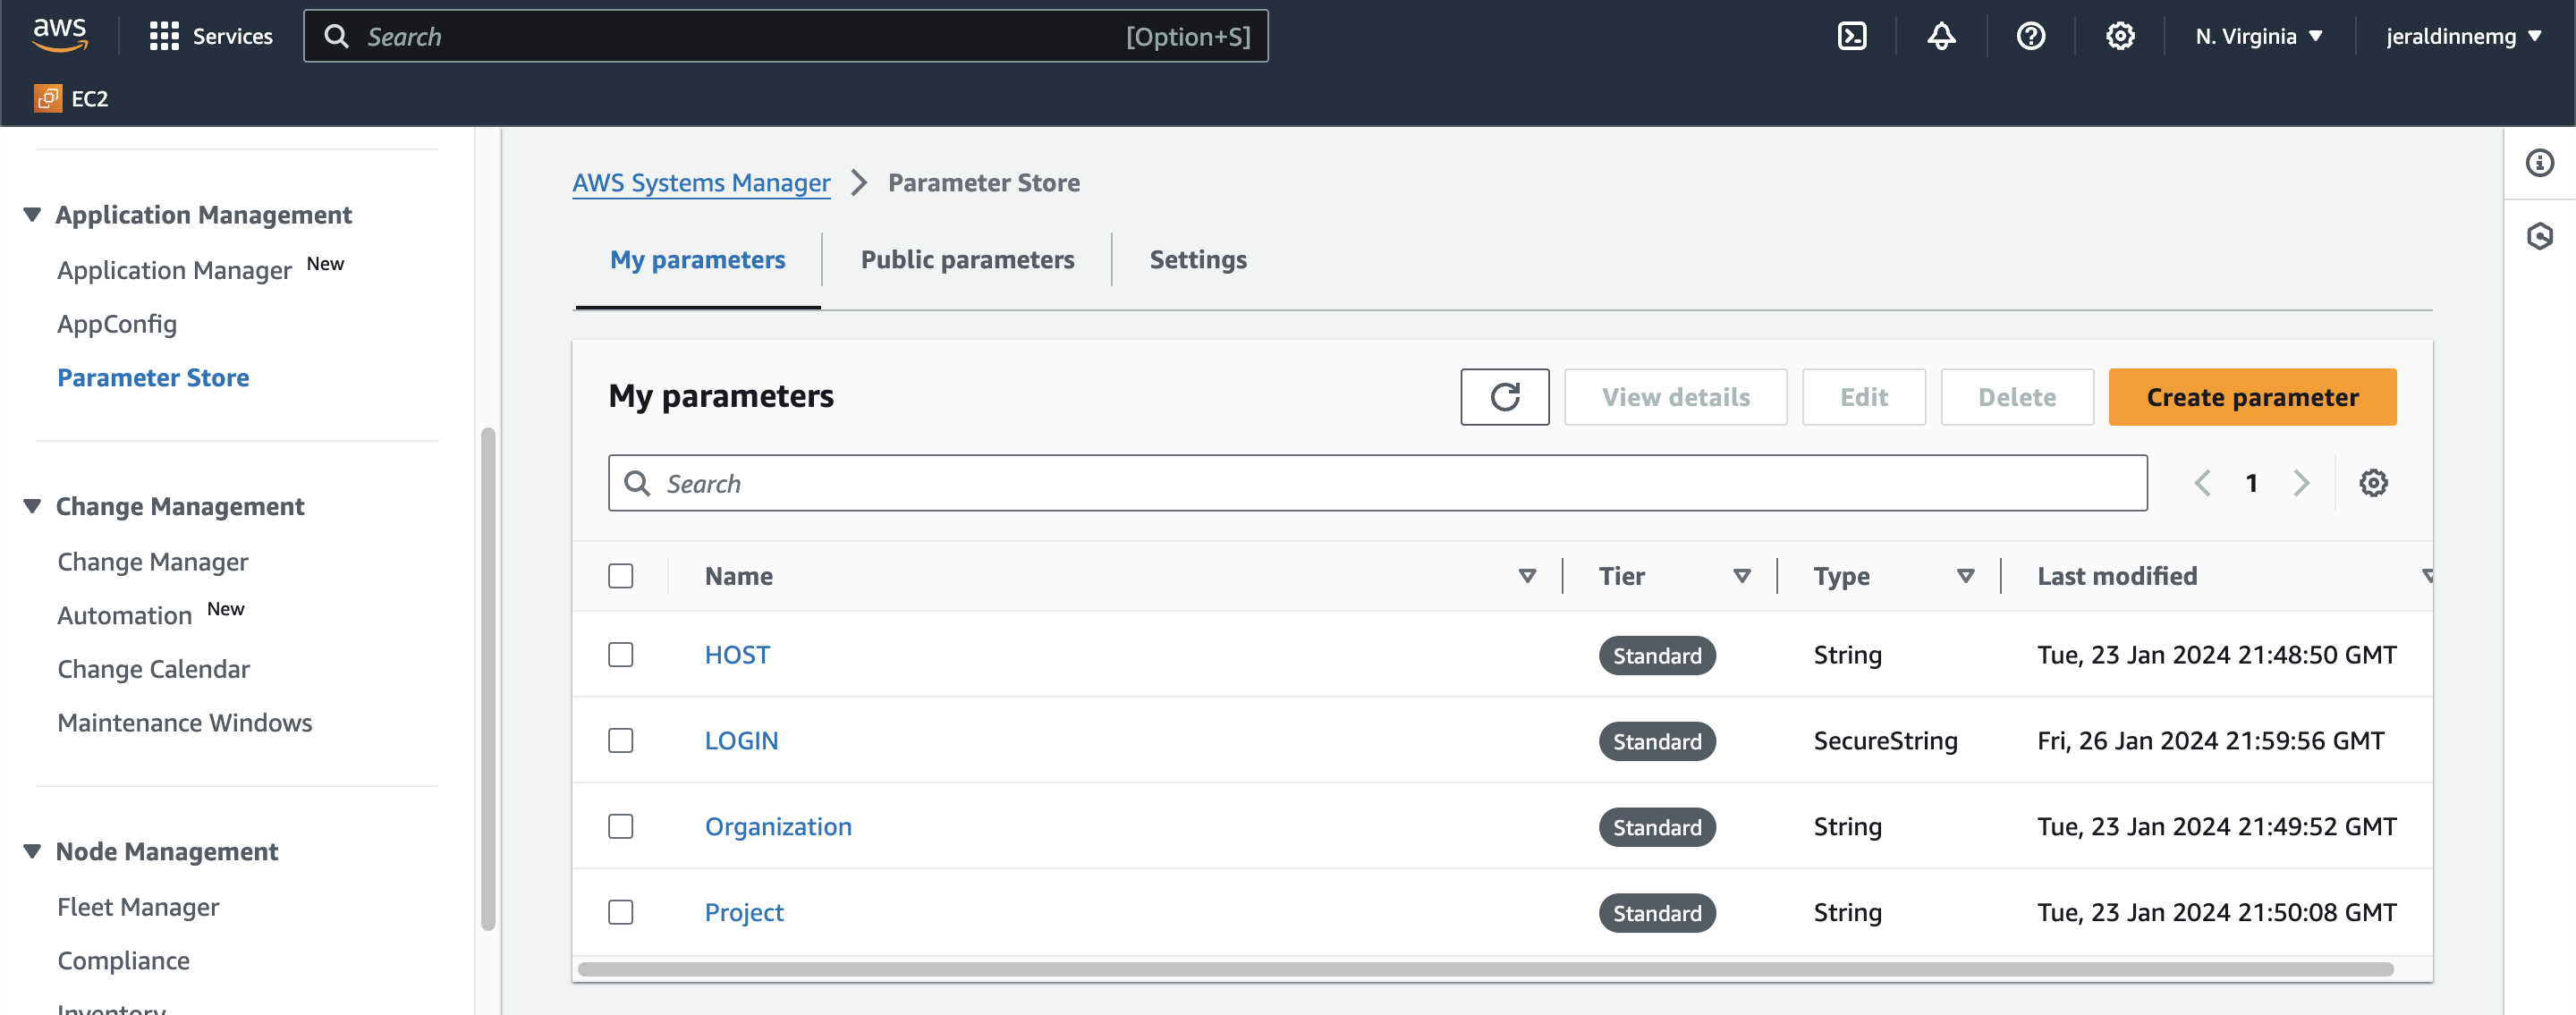 aws
Services
Search
[Option+S]
N. Virginia
jeraldinnemg
EC2
Application Management
Application Manager New
AppConfig
Parameter Store
Change Management
Change Manager
Automation New
Change Calendar
Maintenance Windows
Node Management
Fleet Manager
Compliance
Inventory
AWS Systems Manager
Parameter Store
My parameters
Public parameters
Settings
My parameters
View details
Edit
Delete
Create parameter
Search
1
Name
Tier
Type
Last modified
HOST
Standard
String
Tue, 23 Jan 2024 21:48:50 GMT
LOGIN
Standard
SecureString
Fri, 26 Jan 2024 21:59:56 GMT
Organization
Standard
String
Tue, 23 Jan 2024 21:49:52 GMT
Project
Standard
String
Tue, 23 Jan 2024 21:50:08 GMT